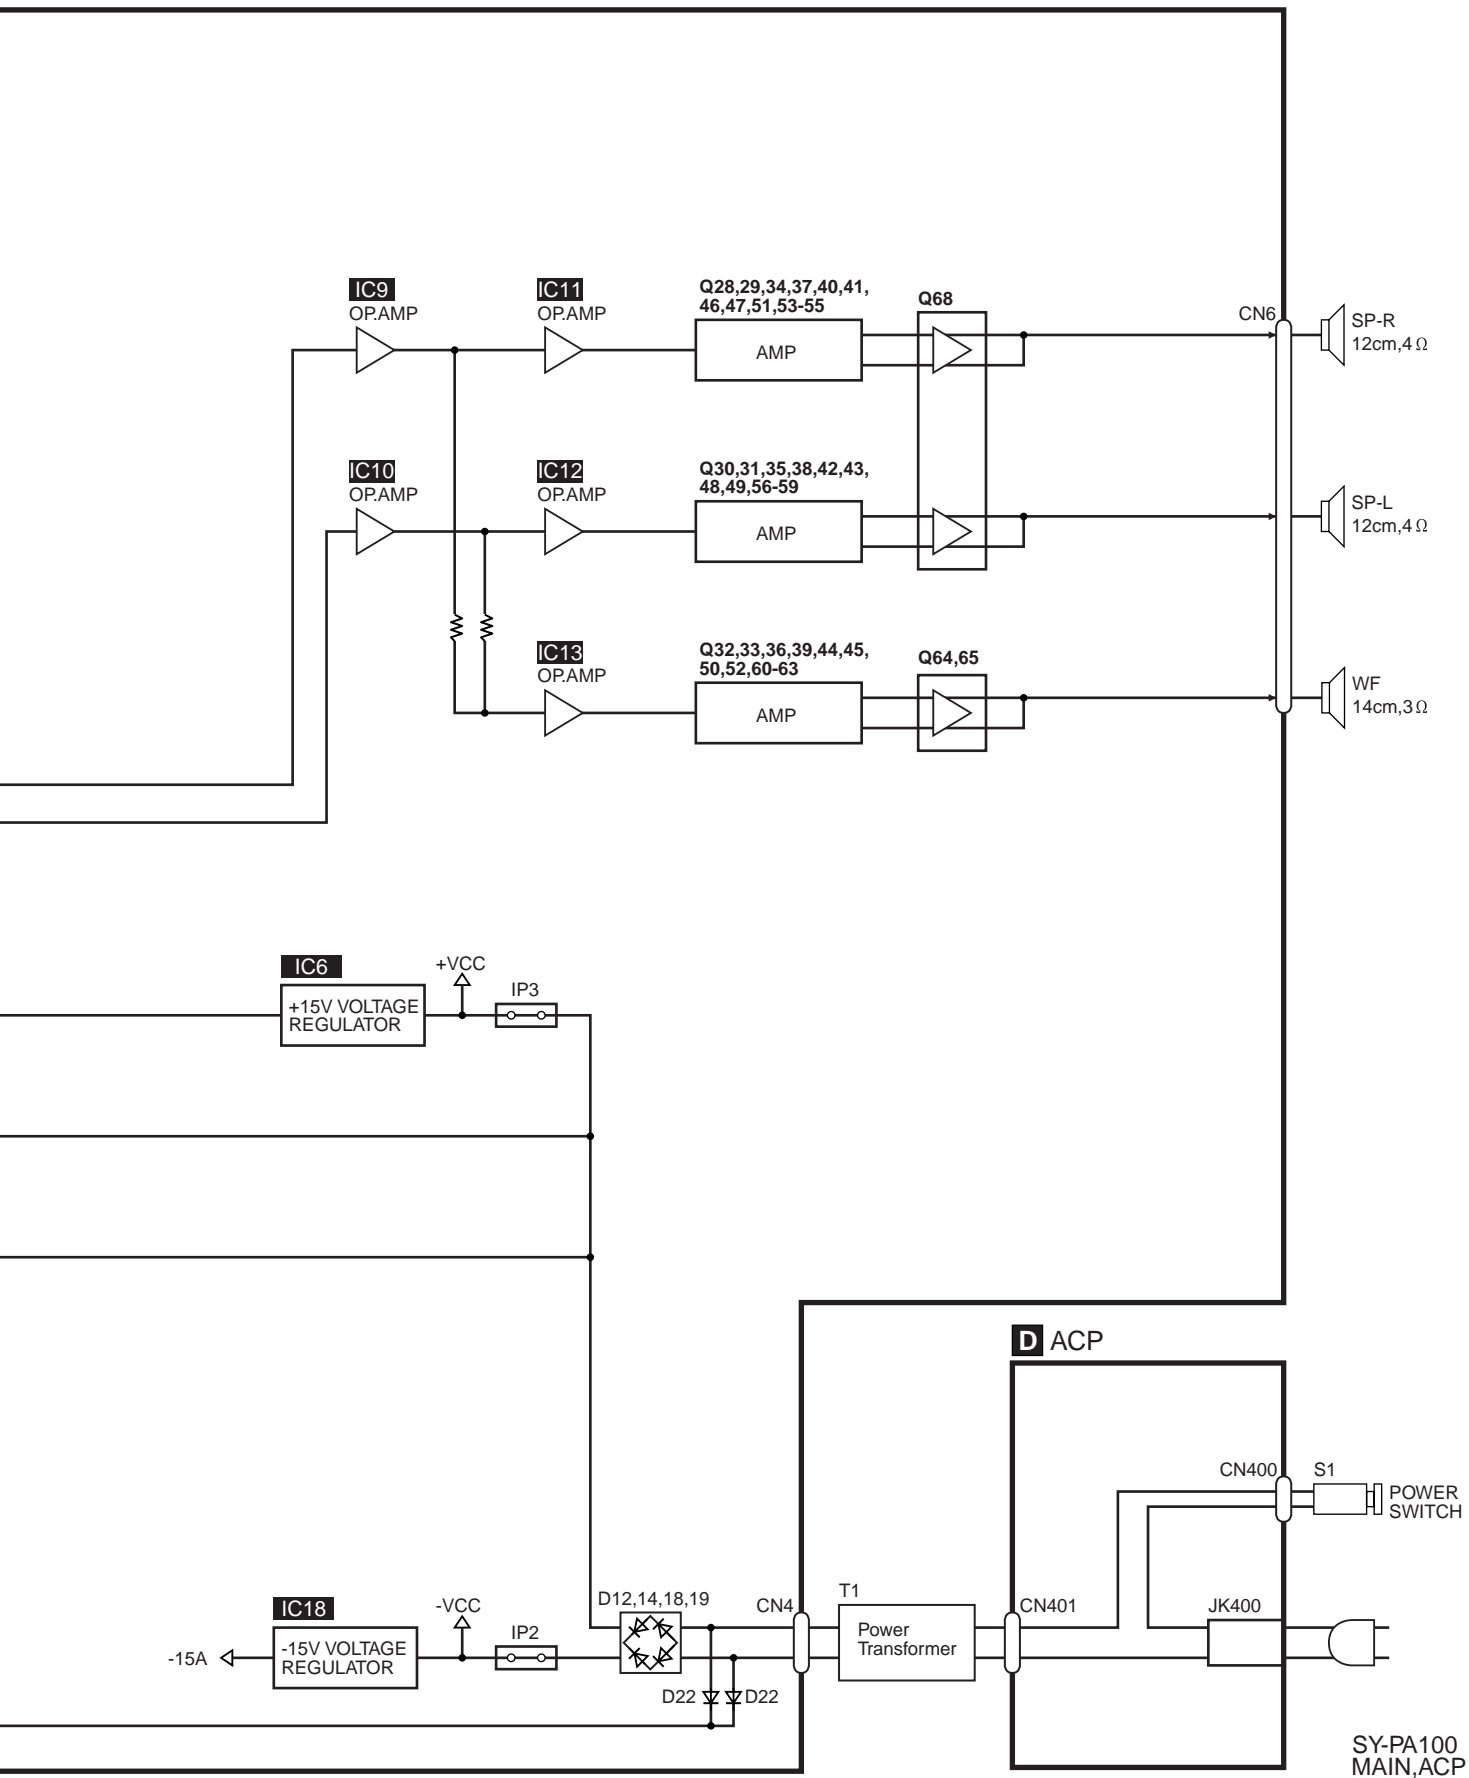 IC9
OP.AMP
IC11
OP.AMP
Q28,29,34,37,40,41,
46,47,51,53-55
AMP
Q68
CN6
SP-R
12cm,4 Ω
IC10
OP.AMP
IC12
OP.AMP
Q30,31,35,38,42,43,
48,49,56-59
AMP
SP-L
12cm,4 Ω
IC13
OP.AMP
Q32,33,36,39,44,45,
50,52,60-63
AMP
Q64,65
WF
14cm,3 Ω
IC6
+15V VOLTAGE
REGULATOR
+VCC
IP3
D ACP
CN400
S1
POWER
SWITCH
IC18
-15V VOLTAGE
REGULATOR
-15A
-VCC
IP2
D12,14,18,19
CN4
T1
Power
Transformer
CN401
JK400
D22
D22
SY-PA100
MAIN,ACP